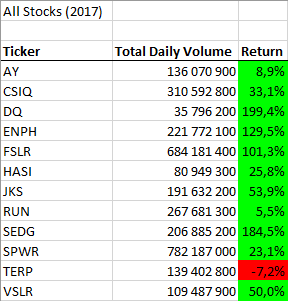 All Stocks (2017)
Ticker Total Daily Volume Return
AY 136 070 900 8,9%
CSIQ 310 592 800 33,1%
DQ 35 796 200 199,4%
ENPH 221 772 100 129,5%
FSLR 684 181 400 101,3%
HASI 80 949 300 25,8%
JKS 191 632 200 53,9%
RUN 267 681 300 5,5%
SEDG 206 885 200 184,5%
SPWR 782 187 000 23,1%
TERP 139 402 800 -7,2%
VSLR 109 487 900 50,0%